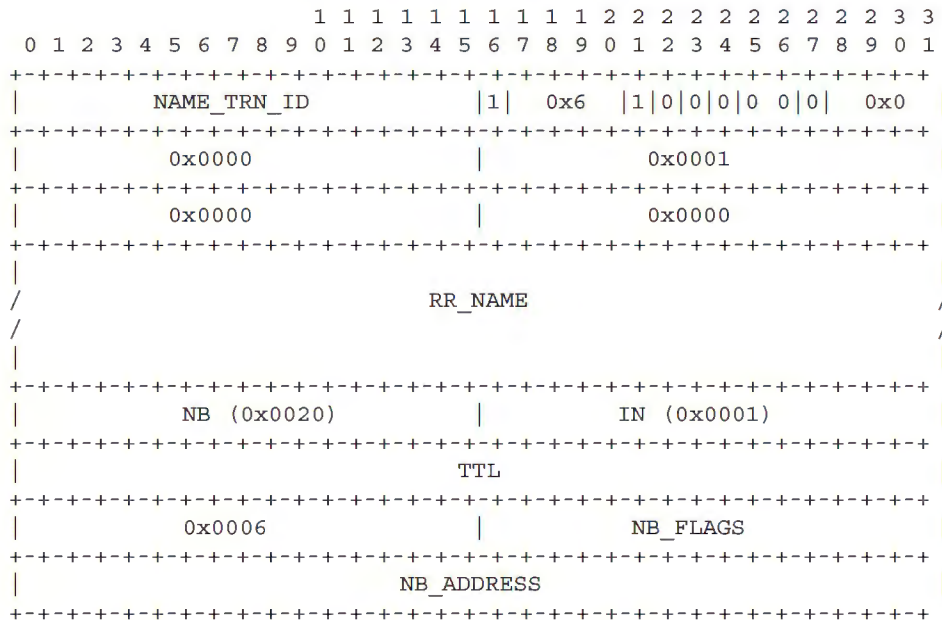 1 1 1 1 1 1 1 1 1 1 2 2 2 2 2 2 2 2 2 2 3 3
 0 1 2 3 4 5 6 7 8 9 0 1 2 3 4 5 6 7 8 9 0 1 2 3 4 5 6 7 8 9 0 1
+-+-+-+-+-+-+-+-+-+-+-+-+-+-+-+-+-+-+-+-+-+-+-+-+-+-+-+-+-+-+-+-+
|         NAME_TRN_ID           |1|  0x6  |1|0|0|0|0 0|0|  0x0
+-+-+-+-+-+-+-+-+-+-+-+-+-+-+-+-+-+-+-+-+-+-+-+-+-+-+-+-+-+-+-+-+
|          0x0000               |           0x0001
+-+-+-+-+-+-+-+-+-+-+-+-+-+-+-+-+-+-+-+-+-+-+-+-+-+-+-+-+-+-+-+-+
|          0x0000               |           0x0000
+-+-+-+-+-+-+-+-+-+-+-+-+-+-+-+-+-+-+-+-+-+-+-+-+-+-+-+-+-+-+-+-+
|
/                            RR_NAME                            /
/                                                               /
|
+-+-+-+-+-+-+-+-+-+-+-+-+-+-+-+-+-+-+-+-+-+-+-+-+-+-+-+-+-+-+-+-+
|           NB (0x0020)         |         IN (0x0001)
+-+-+-+-+-+-+-+-+-+-+-+-+-+-+-+-+-+-+-+-+-+-+-+-+-+-+-+-+-+-+-+-+
|                              TTL
+-+-+-+-+-+-+-+-+-+-+-+-+-+-+-+-+-+-+-+-+-+-+-+-+-+-+-+-+-+-+-+-+
|           0x0006              |          NB_FLAGS
+-+-+-+-+-+-+-+-+-+-+-+-+-+-+-+-+-+-+-+-+-+-+-+-+-+-+-+-+-+-+-+-+
|                          NB_ADDRESS
+-+-+-+-+-+-+-+-+-+-+-+-+-+-+-+-+-+-+-+-+-+-+-+-+-+-+-+-+-+-+-+-+